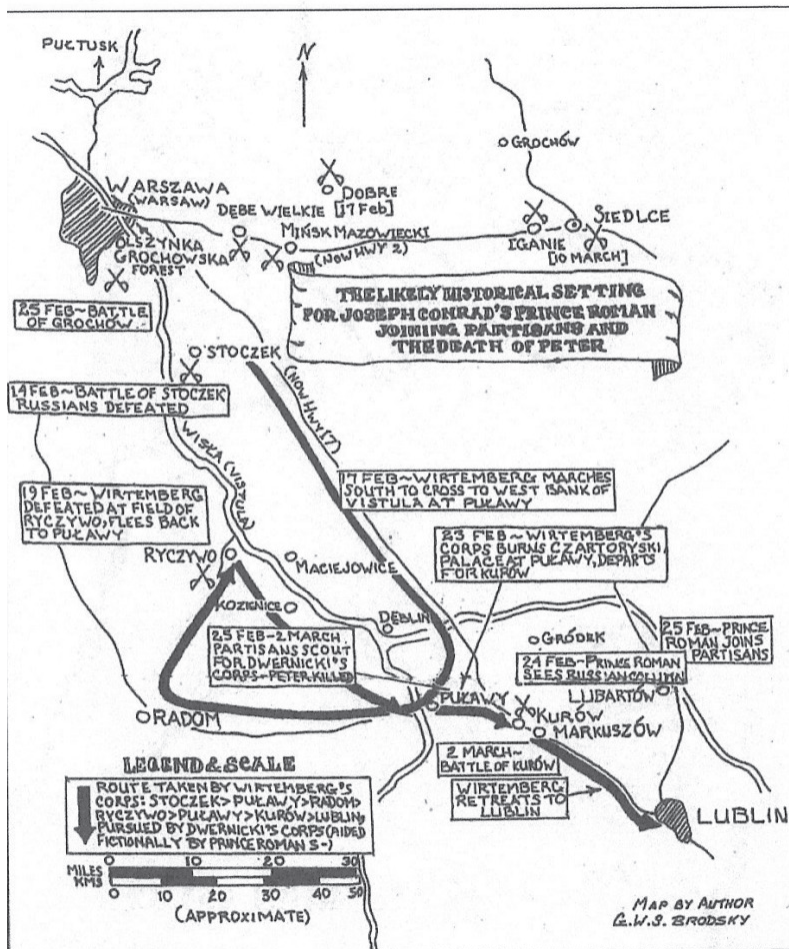 PUŁTUSK
N
GROCHÓW
WARSZAWA
(WARSAW)
DOBRE
[17 Feb]
DĘBE WIELKIE
MIŃSK MAZOWIECKI
(NOW HWY 2)
IGANIE
SIEDLCE
[10 MARCH]
OLSZYNKA
GROCHOWSKA
FOREST
THE LIKELY HISTORICAL SETTING
FOR JOSEPH CONRAD'S PRINCE ROMAN
JOINING PARTISANS AND
THE DEATH OF PETER
25 FEB~BATTLE
OF GROCHÓW
STOCZEK
(NOW HWY 17)
14 FEB~BATTLE OF STOCZEK
RUSSIANS DEFEATED
WISŁA (VISTULA)
17 FEB~WIRTEMBERG MARCHES
SOUTH TO CROSS TO WEST BANK OF
VISTULA AT PUŁAWY
19 FEB~WIRTEMBERG
DEFEATED AT FIELD OF
RYCZYWO, FLEES BACK
TO PUŁAWY
23 FEB~WIRTEMBERG'S
CORPS BURNS CZARTORYSKI
PALACE AT PUŁAWY, DEPARTS
FOR KURÓW
RYCZYWO
MACIEJOWICE
KOZIENICE
DĘBLIN
GRÓDEK
25 FEB~PRINCE
ROMAN JOINS
PARTISANS
25 FEB-2 MARCH
PARTISANS SCOUT
FOR DWERNICKI'S
CORPS~PETER KILLED
24 FEB~PRINCE ROMAN
SEES RUSSIAN COLUMN
LUBARTÓW
PUŁAWY
KURÓW
MARKUSZÓW
RADOM
2 MARCH~
BATTLE OF KURÓW
WIRTEMBERG
RETREATS TO
LUBLIN
LUBLIN
LEGEND & SCALE
ROUTE TAKEN BY WIRTEMBERG'S
CORPS: STOCZEK>PUŁAWY>RADOM>
RYCZYWO>PUŁAWY>KURÓW>LUBLIN,
PURSUED BY DWERNICKI'S CORPS (AIDED
FICTIONALLY BY PRINCE ROMAN S-)
0 10 20 30
MILES
KMS
0 10 20 30 40 50
(APPROXIMATE)
MAP BY AUTHOR
G.W.S. BRODSKY